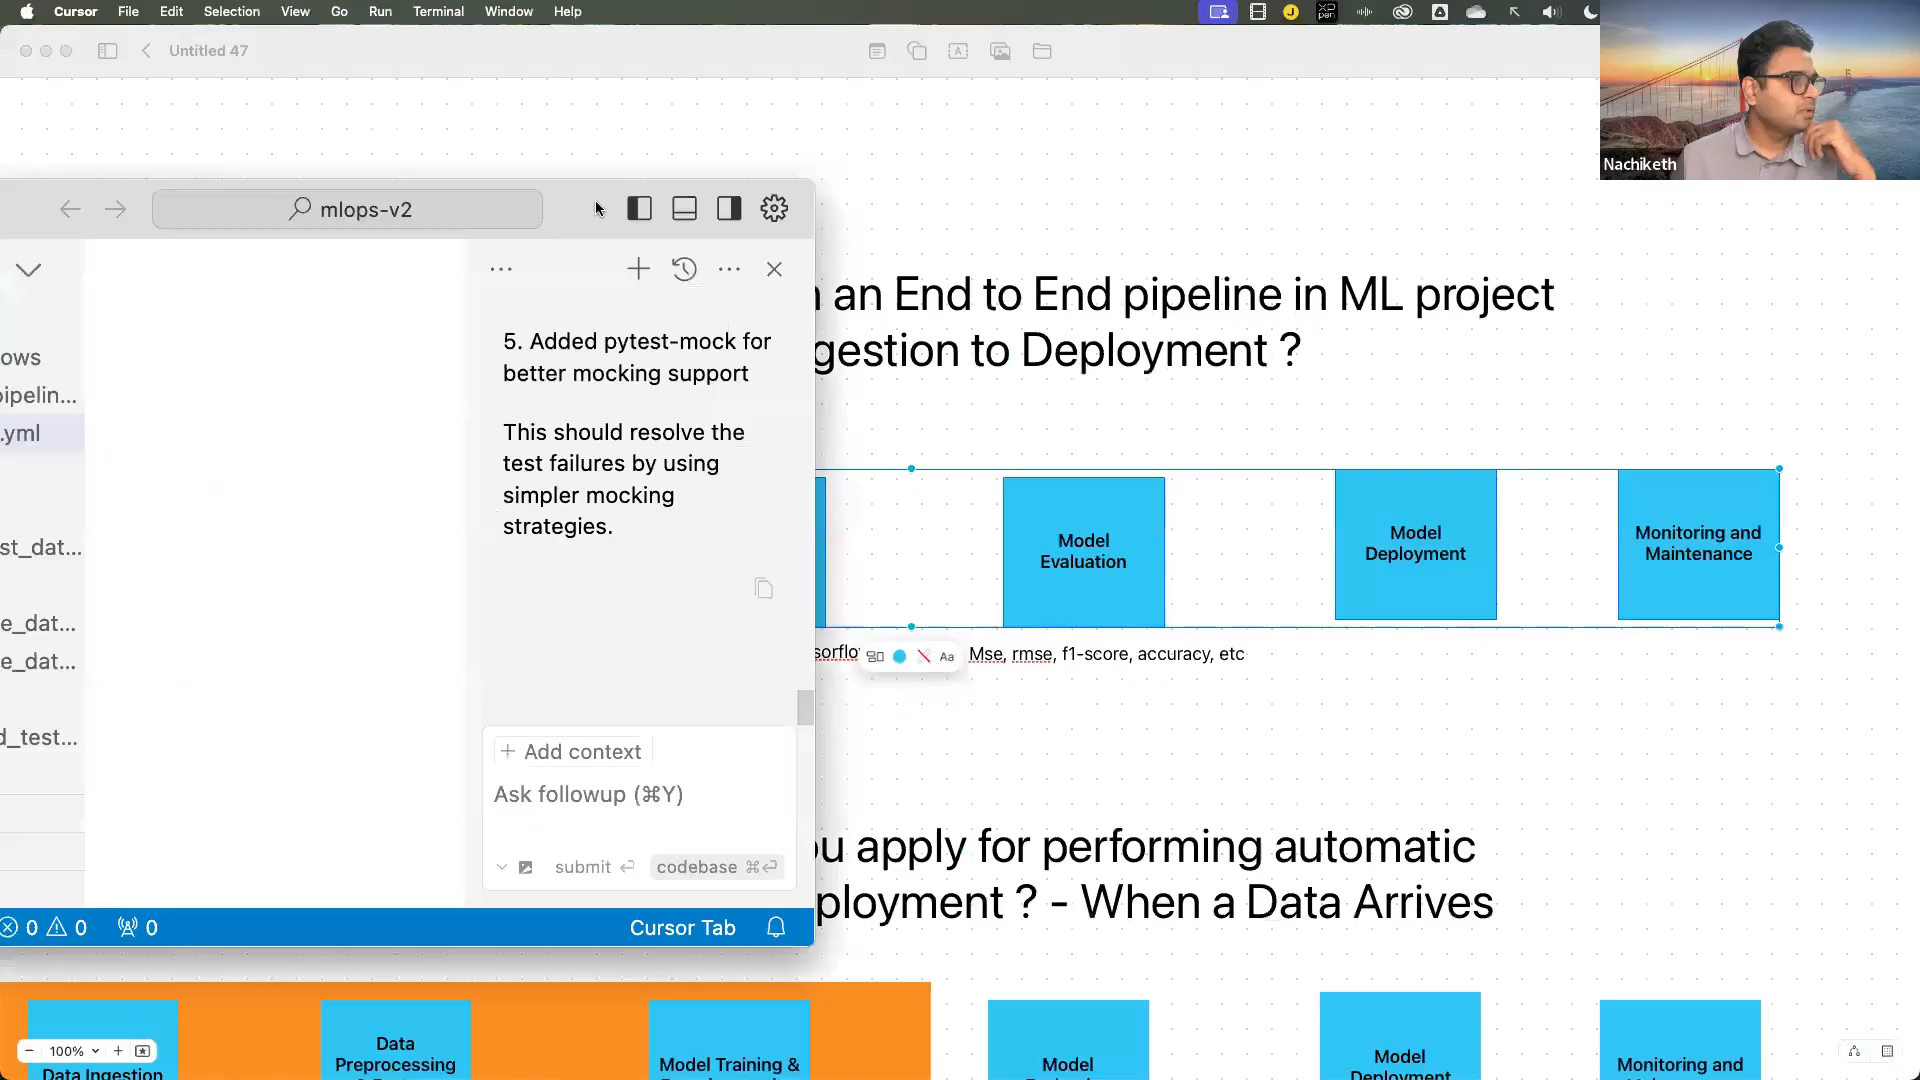 Cursor File Edit Selection View Go Run Terminal Window Help
Untitled 47
Nachiketh
mlops-v2
5. Added pytest-mock for
better mocking support
This should resolve the
test failures by using
simpler mocking
strategies.
+ Add context
Ask followup (⌘Y)
submit ⏎ codebase ⌘⏎
ows
pipelin...
.yml
st_dat...
e_dat...
e_dat...
d_test...
0 0 0
Cursor Tab
an End to End pipeline in ML project
gestion to Deployment ?
Model
Evaluation
Model
Deployment
Monitoring and
Maintenance
sorflo
Aa
Mse, rmse, f1-score, accuracy, etc
ou apply for performing automatic
ployment ? - When a Data Arrives
Data Ingestion
Data
Preprocessing
Model Training &
Model
Model
Deployment
Monitoring and
100%